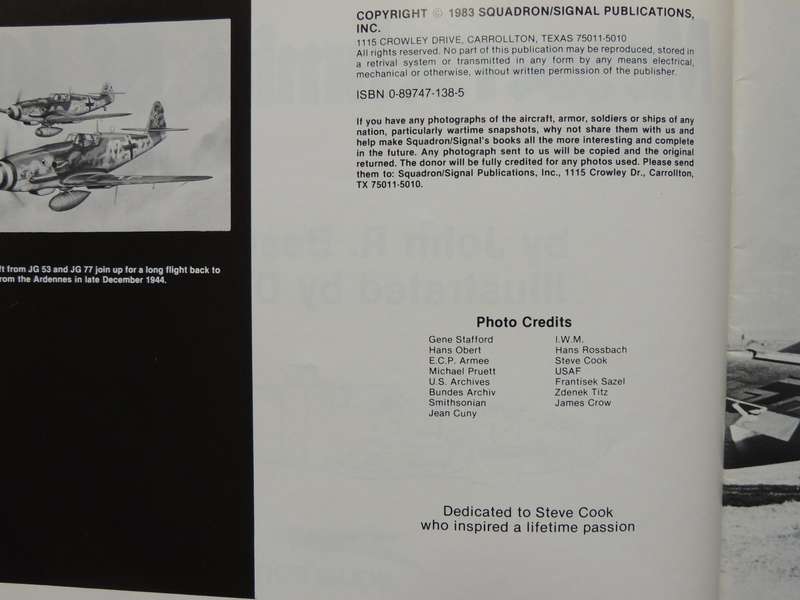 ft from JG 53 and JG 77 join up for a long flight back to
rom the Ardennes in late December 1944.
COPYRIGHT © 1983 SQUADRON/SIGNAL PUBLICATIONS,
INC.
1115 CROWLEY DRIVE, CARROLLTON, TEXAS 75011-5010
All rights reserved. No part of this publication may be reproduced, stored in
a retrival system or transmitted in any form by any means electrical,
mechanical or otherwise, without written permission of the publisher.
ISBN 0-89747-138-5
If you have any photographs of the aircraft, armor, soldiers or ships of any
nation, particularly wartime snapshots, why not share them with us and
help make Squadron/Signal's books all the more interesting and complete
in the future. Any photograph sent to us will be copied and the original
returned. The donor will be fully credited for any photos used. Please send
them to: Squadron/Signal Publications, Inc., 1115 Crowley Dr., Carrollton,
TX 75011-5010.
Photo Credits
Gene Stafford
Hans Obert
E.C.P. Armee
Michael Pruett
U.S. Archives
Bundes Archiv
Smithsonian
Jean Cuny
I.W.M.
Hans Rossbach
Steve Cook
USAF
Frantisek Sazel
Zdenek Titz
James Crow
Dedicated to Steve Cook
who inspired a lifetime passion